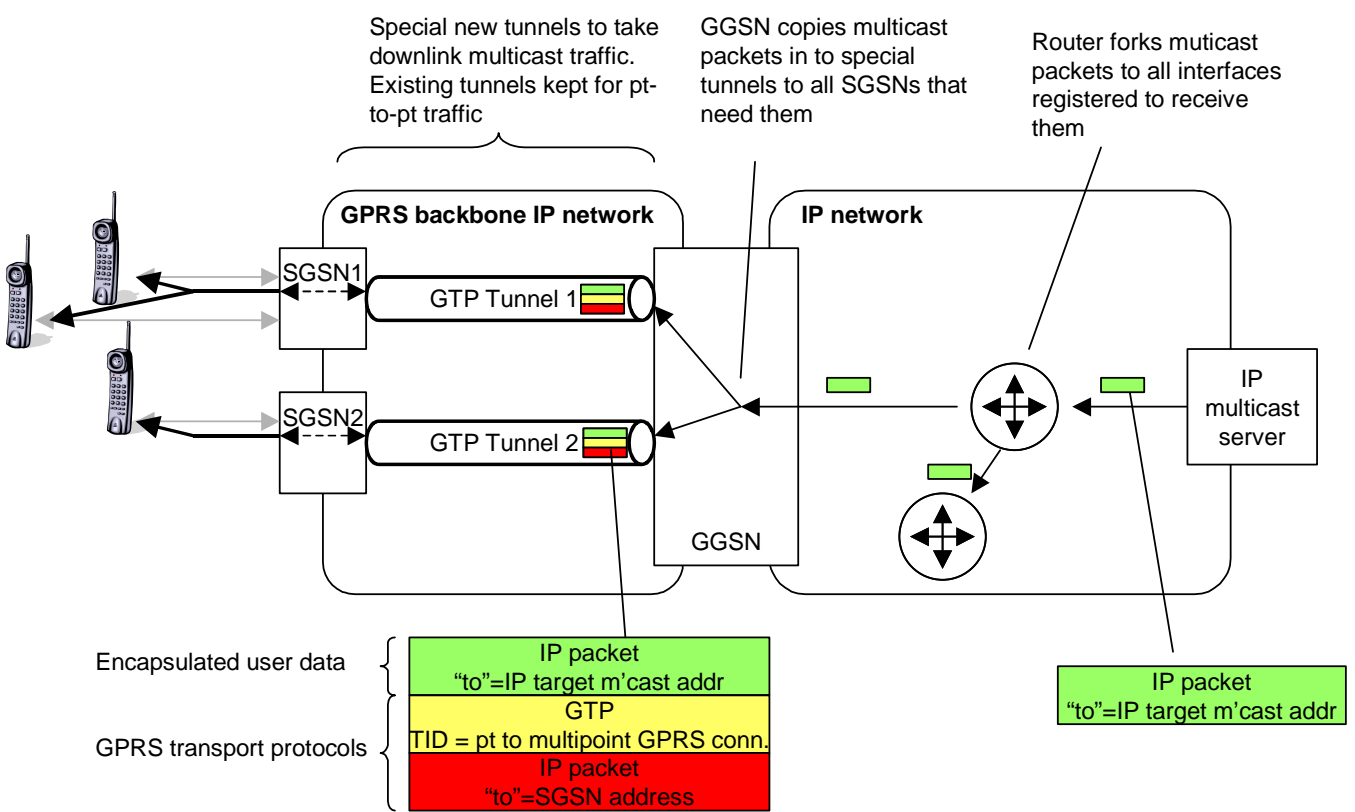 Special new tunnels to take
downlink multicast traffic.
Existing tunnels kept for pt-
to-pt traffic
GGSN copies multicast
packets in to special
tunnels to all SGSNs that
need them
Router forks muticast
packets to all interfaces
registered to receive
them
GPRS backbone IP network
IP network
SGSN1
GTP Tunnel 1
SGSN2
GTP Tunnel 2
GGSN
IP
multicast
server
Encapsulated user data
IP packet
“to”=IP target m’cast addr
GPRS transport protocols
GTP
TID = pt to multipoint GPRS conn.
IP packet
“to”=SGSN address
IP packet
“to”=IP target m’cast addr